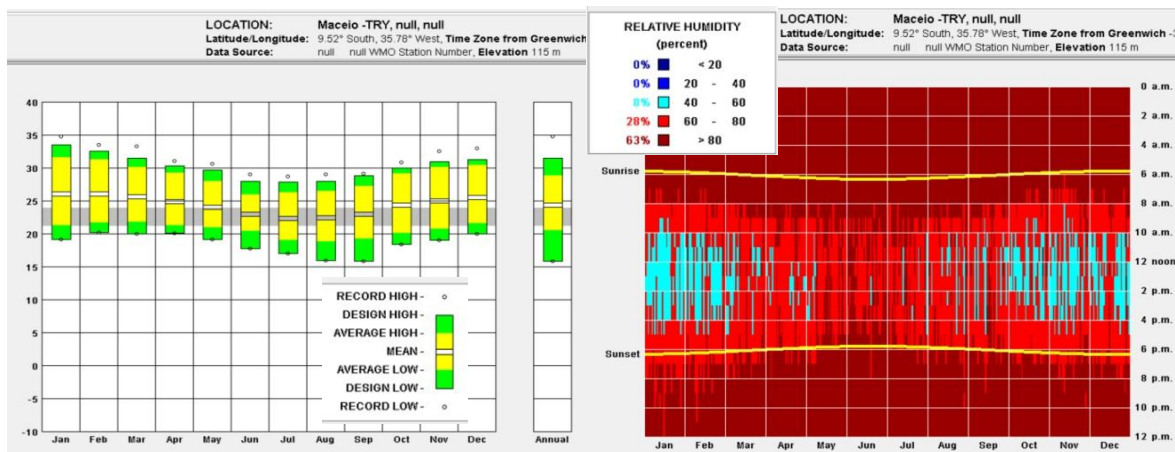 LOCATION: Maceio -TRY, null, null
Latitude/Longitude: 9.52° South, 35.78° West, Time Zone from Greenwich
Data Source: null null WMO Station Number, Elevation 115 m
40
35
30
25
20
15
10
5
0
-5
-10
Jan Feb Mar Apr May Jun Jul Aug Sep Oct Nov Dec Annual
RECORD HIGH -
DESIGN HIGH -
AVERAGE HIGH -
MEAN -
AVERAGE LOW -
DESIGN LOW -
RECORD LOW -
RELATIVE HUMIDITY
(percent)
0% < 20
0% 20 - 40
8% 40 - 60
28% 60 - 80
63% > 80
LOCATION: Maceio -TRY, null, null
Latitude/Longitude: 9.52° South, 35.78° West, Time Zone from Greenwich
Data Source: null null WMO Station Number, Elevation 115 m
0 a.m.
2 a.m.
4 a.m.
Sunrise
6 a.m.
8 a.m.
10 a.m.
12 noon
2 p.m.
4 p.m.
Sunset
6 p.m.
8 p.m.
10 p.m.
12 p.m.
Jan Feb Mar Apr May Jun Jul Aug Sep Oct Nov Dec